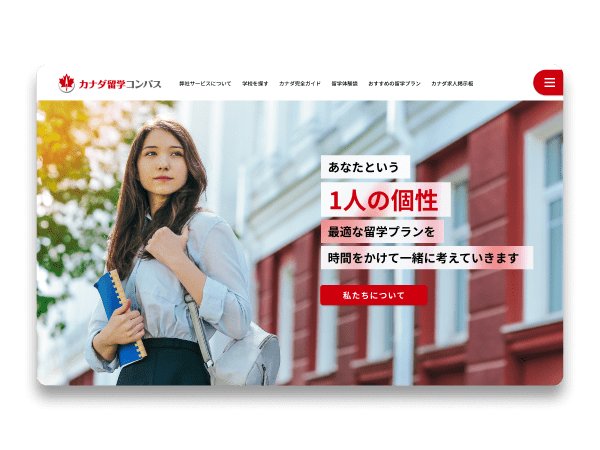 カナダ留学コンパス
弊社サービスについて 学校を探す カナダ完全ガイド 留学体験談 おすすめの留学プラン カナダ求人掲示板
あなたという
1人の個性
最適な留学プランを
時間をかけて一緒に考えていきます
私たちについて